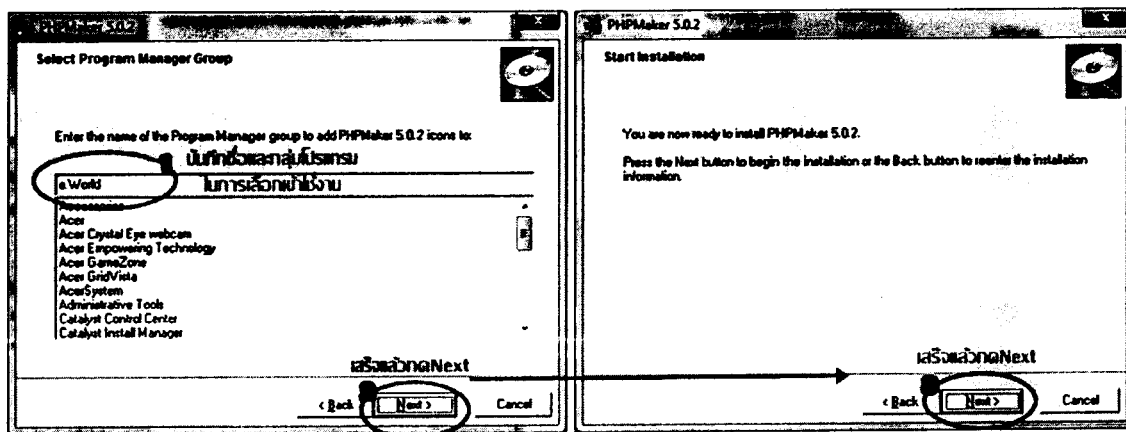 PHPMaker 5.0.2
Select Program Manager Group
Enter the name of the Program Manager group to add PHPMaker 5.0.2 icons to:
บันทึกชื่อและกลุ่มโปรแกรม
e.World
ในการเลือกเข้าใช้งาน
Accessories
Acer
Acer Crystal Eye webcam
Acer Empowering Technology
Acer GameZone
Acer GridVista
AcerSystem
Administrative Tools
Catalyst Control Center
Catalyst Install Manager
เสร็จแล้วกดNext
< Back
Next >
Cancel
PHPMaker 5.0.2
Start Installation
You are now ready to install PHPMaker 5.0.2.
Press the Next button to begin the installation or the Back button to reenter the installation
information.
เสร็จแล้วกดNext
< Back
Next >
Cancel